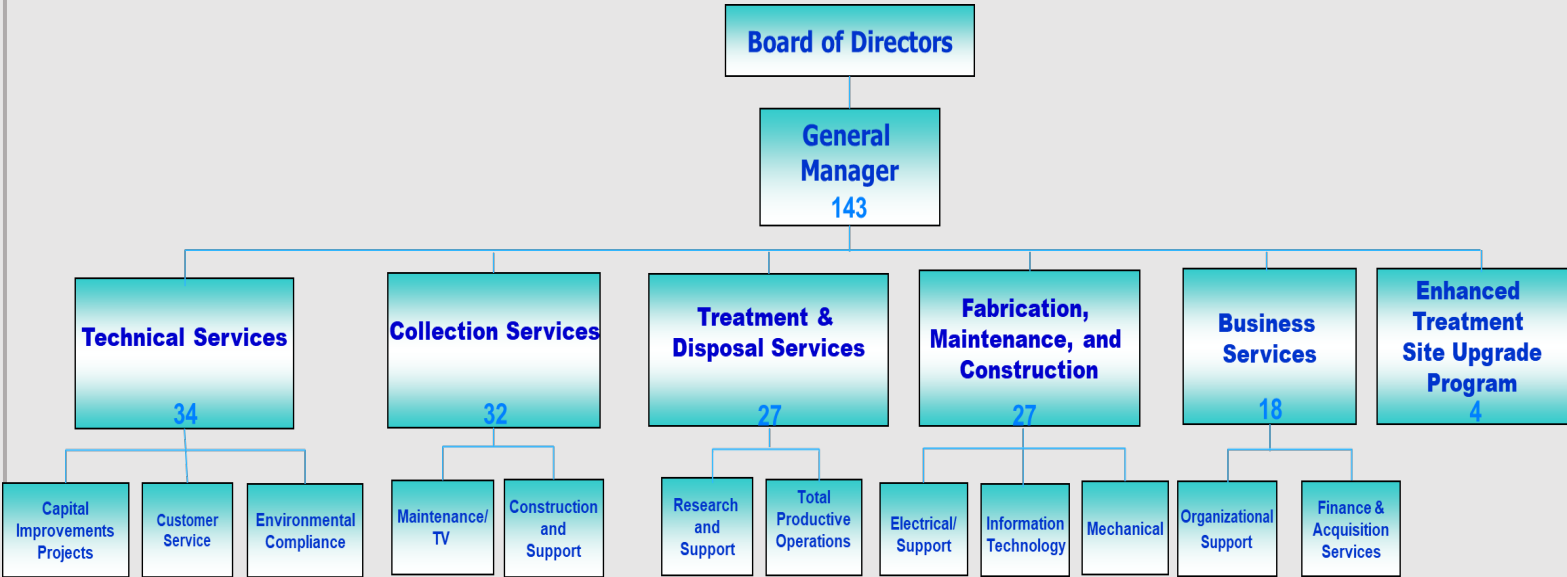 Board of Directors
General
Manager
143
Technical Services
34
Collection Services
32
Treatment &
Disposal Services
27
Fabrication,
Maintenance, and
Construction
27
Business
Services
18
Enhanced
Treatment
Site Upgrade
Program
4
Capital
Improvements
Projects
Customer
Service
Environmental
Compliance
Maintenance/
TV
Construction
and
Support
Research
and
Support
Total
Productive
Operations
Electrical/
Support
Information
Technology
Mechanical
Organizational
Support
Finance &
Acquisition
Services